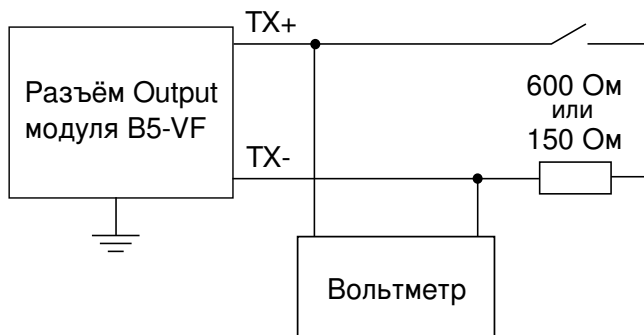 TX+
Разъём Output
модуля B5-VF
600 Ом
или
150 Ом
TX-
Вольтметр